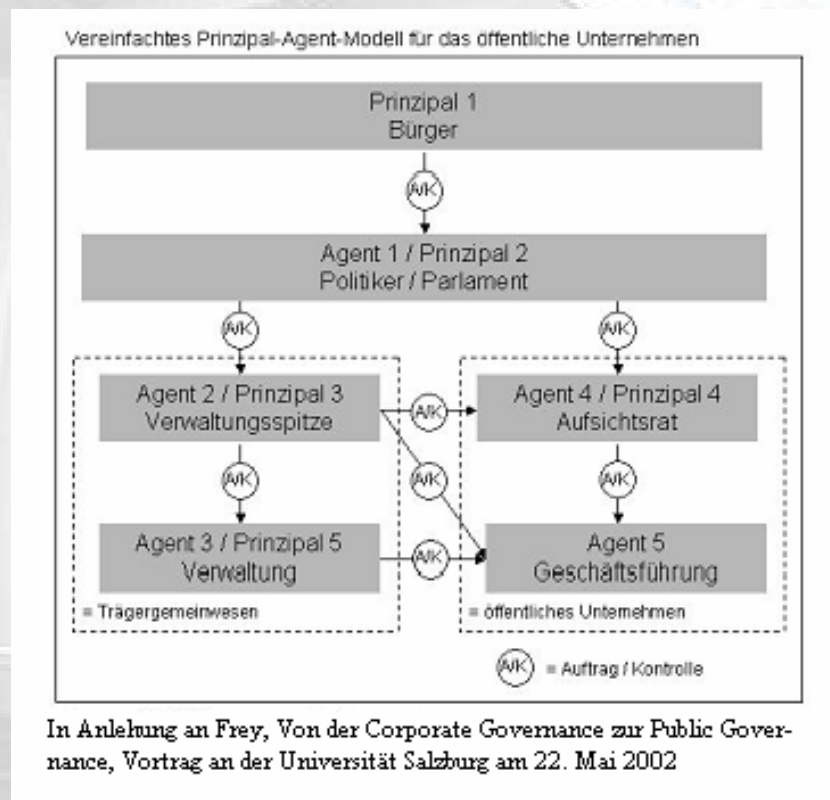 Vereinfachtes Prinzipal-Agent-Modell für das öffentliche Unternehmen
Prinzipal 1
Bürger
A/K
Agent 1 / Prinzipal 2
Politiker / Parlament
A/K
A/K
Agent 2 / Prinzipal 3
Verwaltungsspitze
A/K
Agent 4 / Prinzipal 4
Aufsichtsrat
A/K
A/K
A/K
Agent 3 / Prinzipal 5
Verwaltung
A/K
Agent 5
Geschäftsführung
= Trägergemeinwesen
= öffentliches Unternehmen
A/K = Auftrag / Kontrolle
In Anlehung an Frey, Von der Corporate Governance zur Public Gover-
nance, Vortrag an der Universität Salzburg am 22. Mai 2002